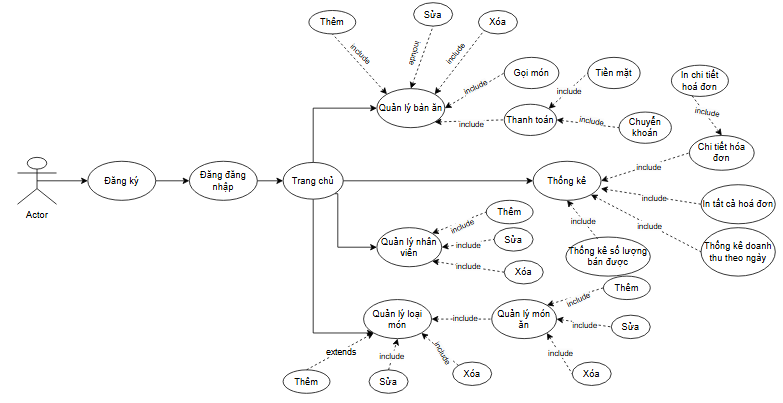 Thêm
Sửa
Xóa
include
include
include
Gọi món
Tiền mặt
In chi tiết
hoá đơn
include
Quản lý bàn ăn
include
include
Thanh toán
include
include
Chuyển
khoản
include
Chi tiết hóa
đơn
Actor
Đăng ký
Đăng đăng
nhập
Trang chủ
Thống kê
include
include
In tất cả hoá đơn
include
include
Thống kê số lượng
bán được
Thống kê doanh
thu theo ngày
Quản lý nhân
viên
include
Thêm
include
Sửa
include
Xóa
Quản lý loại
món
include
Quản lý món
ăn
include
Thêm
include
Sửa
include
Xóa
extends
Thêm
include
Sửa
include
Xóa